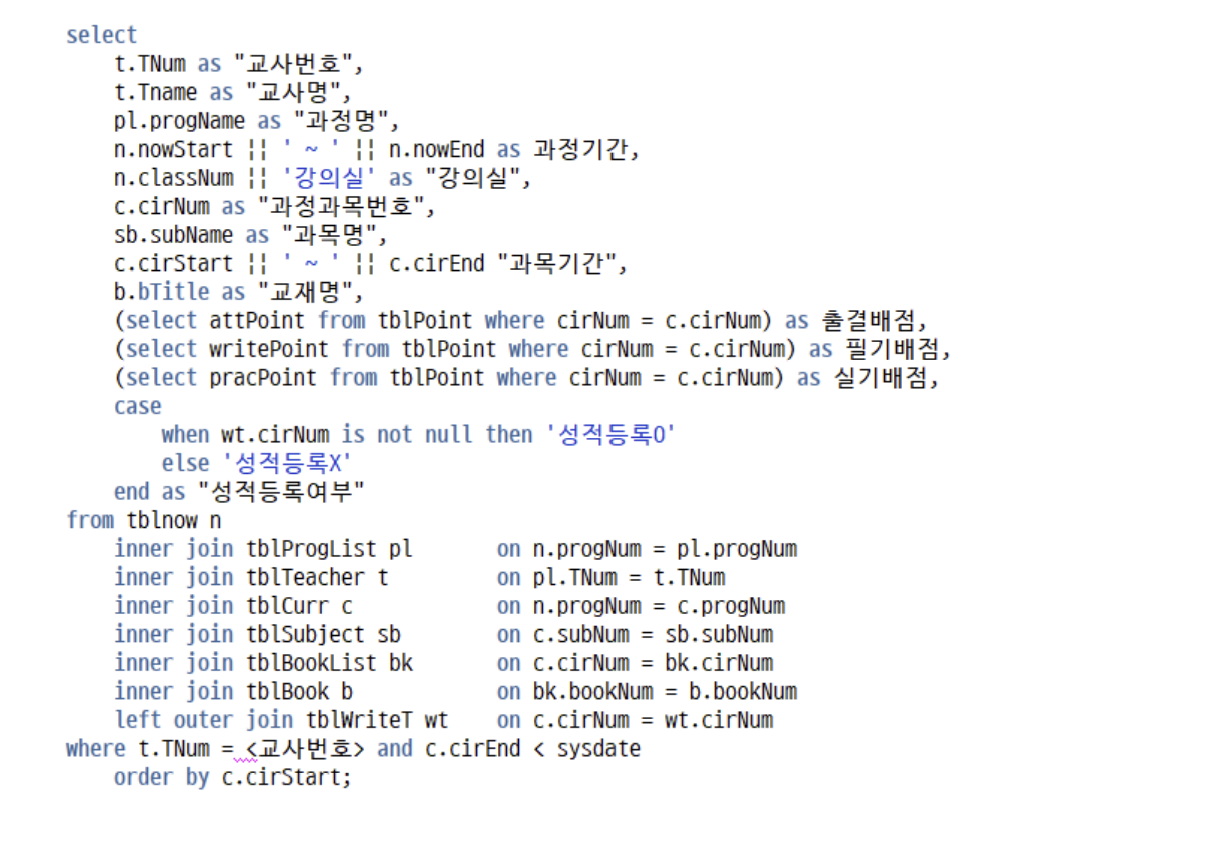 select
t.TNum as "교사번호",
t.Tname as "교사명",
pl.progName as "과정명",
n.nowStart || ' ~ ' || n.nowEnd as 과정기간,
n.classNum || '강의실' as "강의실",
c.cirNum as "과정과목번호",
sb.subName as "과목명",
c.cirStart || ' ~ ' || c.cirEnd "과목기간",
b.bTitle as "교재명",
(select attPoint from tblPoint where cirNum = c.cirNum) as 출결배점,
(select writePoint from tblPoint where cirNum = c.cirNum) as 필기배점,
(select pracPoint from tblPoint where cirNum = c.cirNum) as 실기배점,
case
when wt.cirNum is not null then '성적등록O'
else '성적등록X'
end as "성적등록여부"
from tblnow n
inner join tblProgList pl on n.progNum = pl.progNum
inner join tblTeacher t on pl.TNum = t.TNum
inner join tblCurr c on n.progNum = c.progNum
inner join tblSubject sb on c.subNum = sb.subNum
inner join tblBookList bk on c.cirNum = bk.cirNum
inner join tblBook b on bk.bookNum = b.bookNum
left outer join tblWriteT wt on c.cirNum = wt.cirNum
where t.TNum = <교사번호> and c.cirEnd < sysdate
order by c.cirStart;